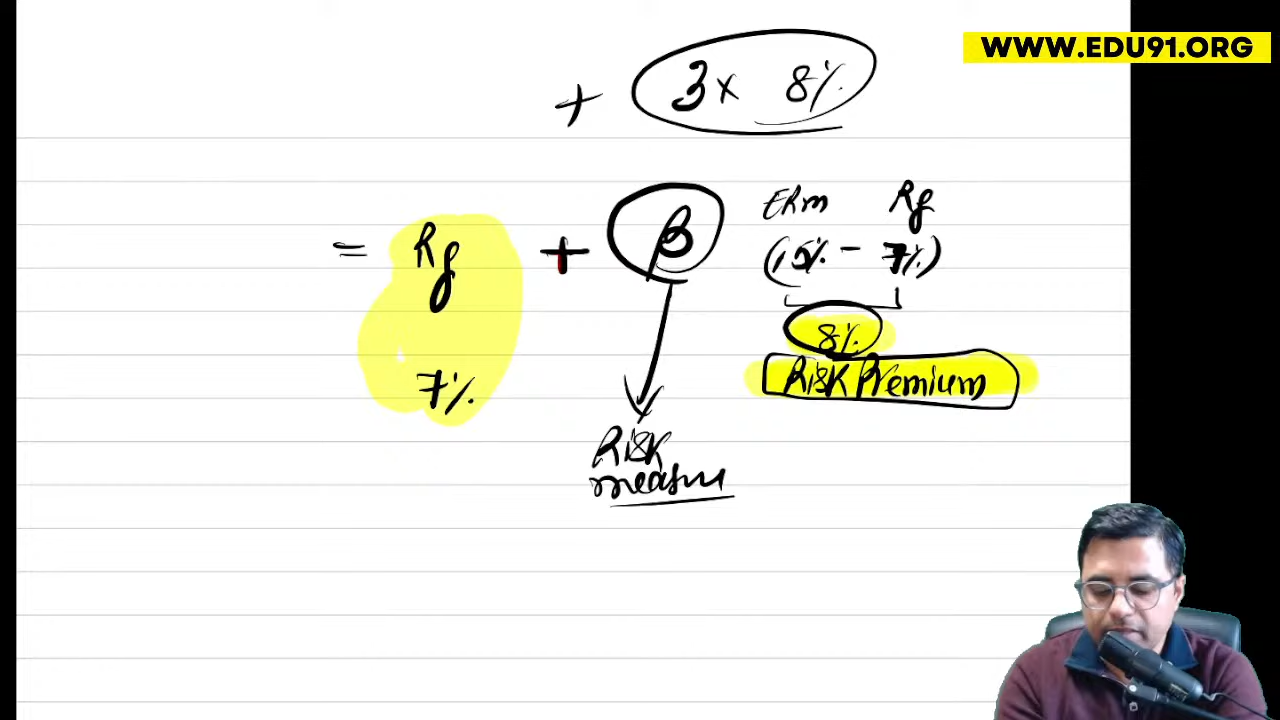 WWW.EDU91.ORG
+ 3 x 8%
ERm Rf
= Rf + β (15% - 7%)
8%
7% Risk Premium
Risk
measure